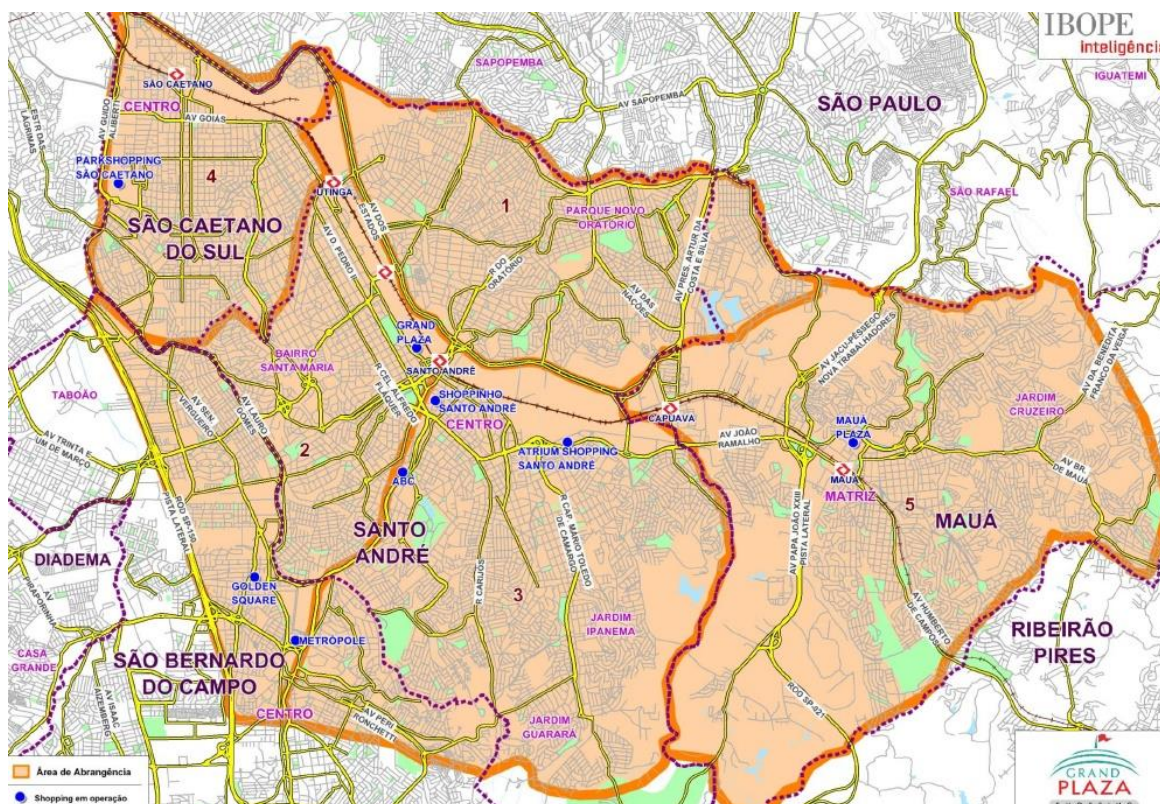 IBOPE
inteligência
SAPOPEMBA
IGUATEMI
SÃO CAETANO
CENTRO
AV GUIDO
ALIBERTI
AV GOIÁS
AV SAPOPEMBA
SÃO PAULO
ESTR DAS
LÁGRIMAS
PARKSHOPPING
SÃO CAETANO
4
UTINGA
SÃO RAFAEL
SÃO CAETANO
DO SUL
AV DOS
ESTADOS
AV D. PEDRO II
1
PARQUE NOVO
ORATÓRIO
R DO
ORATÓRIO
AV DAS
NAÇÕES
AV PRES. ARTUR DA
COSTA E SILVA
GRAND
PLAZA
SANTO ANDRÉ
BAIRRO
SANTA MARIA
AV JACU-PÊSSEGO
NOVA TRABALHADORES
AV DA. BENEDITA
FRANCO DA VEIGA
TABOÃO
AV SEN.
VERGUEIRO
AV LAURO
GOMES
R CEL. ALFREDO
FLAQUER
SHOPPINHO
SANTO ANDRÉ
CENTRO
CAPUAVA
JARDIM
CRUZEIRO
AV TRINTA E
UM DE MARÇO
2
ATRIUM SHOPPING
SANTO ANDRÉ
AV JOÃO
RAMALHO
MAUÁ
PLAZA
MAUÁ
MATRIZ
AV BR.
DE MAUÁ
ABC
ROD SP-150
PISTA LATERAL
SANTO
ANDRÉ
R CAP. MÁRIO TOLEDO
DE CAMARGO
AV PAPA JOÃO XXIII
PISTA LATERAL
5
MAUÁ
DIADEMA
AV
PIRAPORINHA
GOLDEN
SQUARE
R CARIJÓS
3
JARDIM
IPANEMA
AV HUMBERTO
DE CAMPOS
RIBEIRÃO
PIRES
CASA
GRANDE
METRÓPOLE
SÃO BERNARDO
DO CAMPO
AV ISAAC
AIZEMBERG
CENTRO
AV PERI
RONCHETTI
JARDIM
GUARARÁ
ROD SP-021
Área de Abrangência
Shopping em operação
GRAND
PLAZA